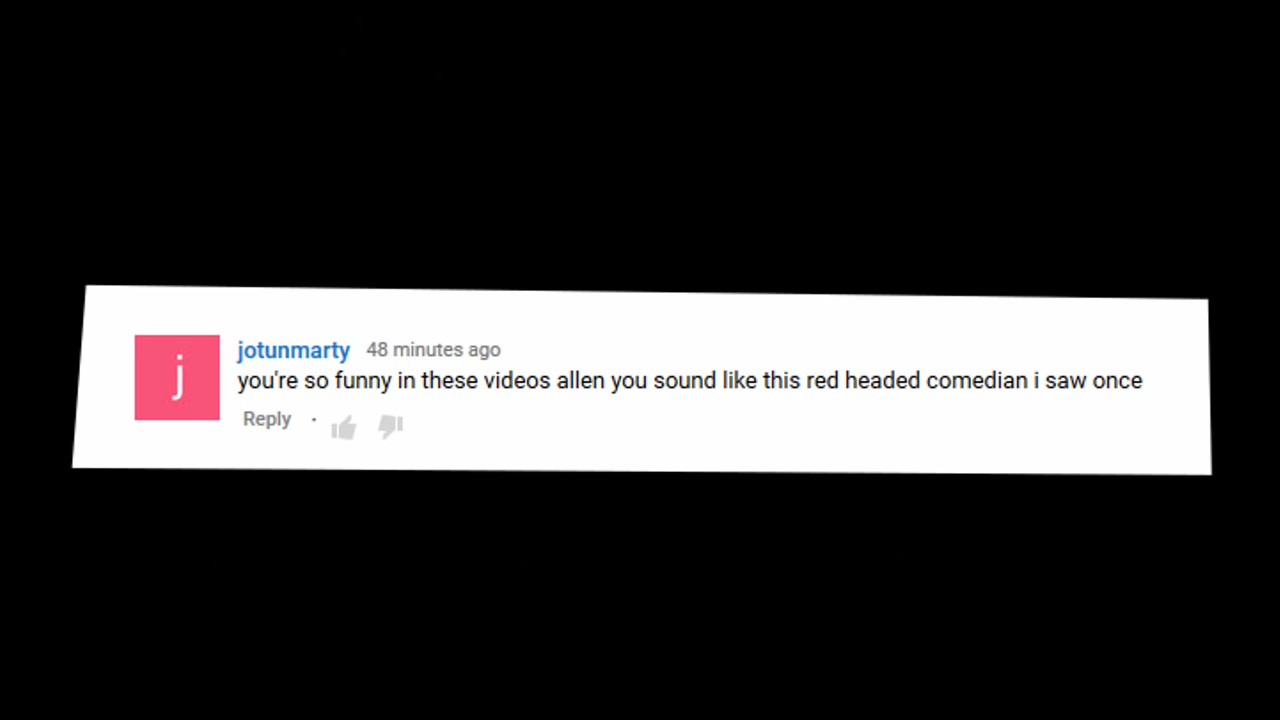 j
jotunmarty 48 minutes ago
you're so funny in these videos allen you sound like this red headed comedian i saw once
Reply ·